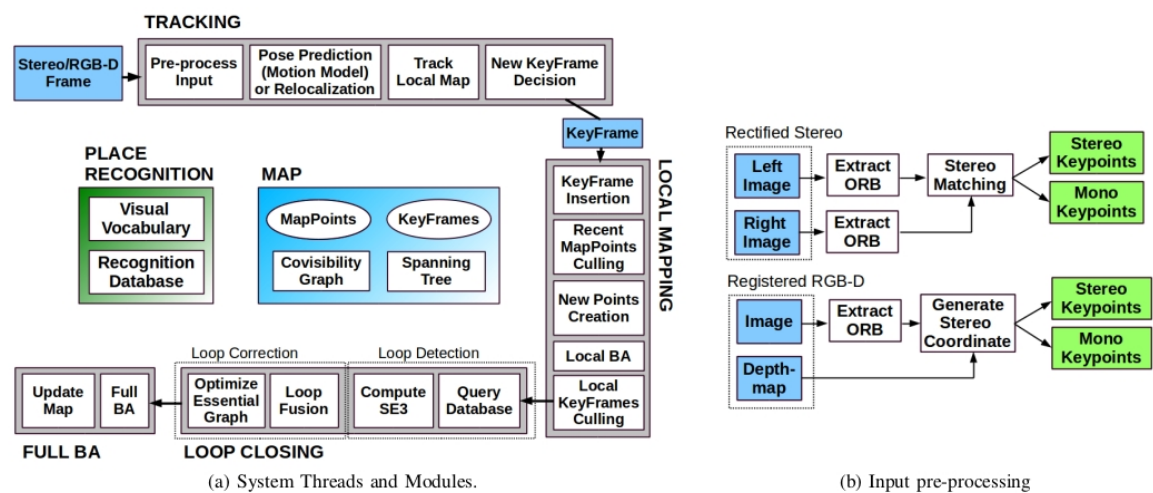 TRACKING
Stereo/RGB-D
Frame
Pre-process
Input
Pose Prediction
(Motion Model)
or Relocalization
Track
Local Map
New KeyFrame
Decision
KeyFrame
LOCAL MAPPING
KeyFrame
Insertion
Recent
MapPoints
Culling
New Points
Creation
Local BA
Local
KeyFrames
Culling
PLACE
RECOGNITION
Visual
Vocabulary
Recognition
Database
MAP
MapPoints
KeyFrames
Covisibility
Graph
Spanning
Tree
Loop Correction
Loop Detection
Optimize
Essential
Graph
Loop
Fusion
Compute
SE3
Query
Database
LOOP CLOSING
Update
Map
Full
BA
FULL BA
(a) System Threads and Modules.
Rectified Stereo
Left
Image
Extract
ORB
Stereo
Matching
Stereo
Keypoints
Mono
Keypoints
Right
Image
Extract
ORB
Registered RGB-D
Image
Extract
ORB
Generate
Stereo
Coordinate
Stereo
Keypoints
Mono
Keypoints
Depth-
map
(b) Input pre-processing